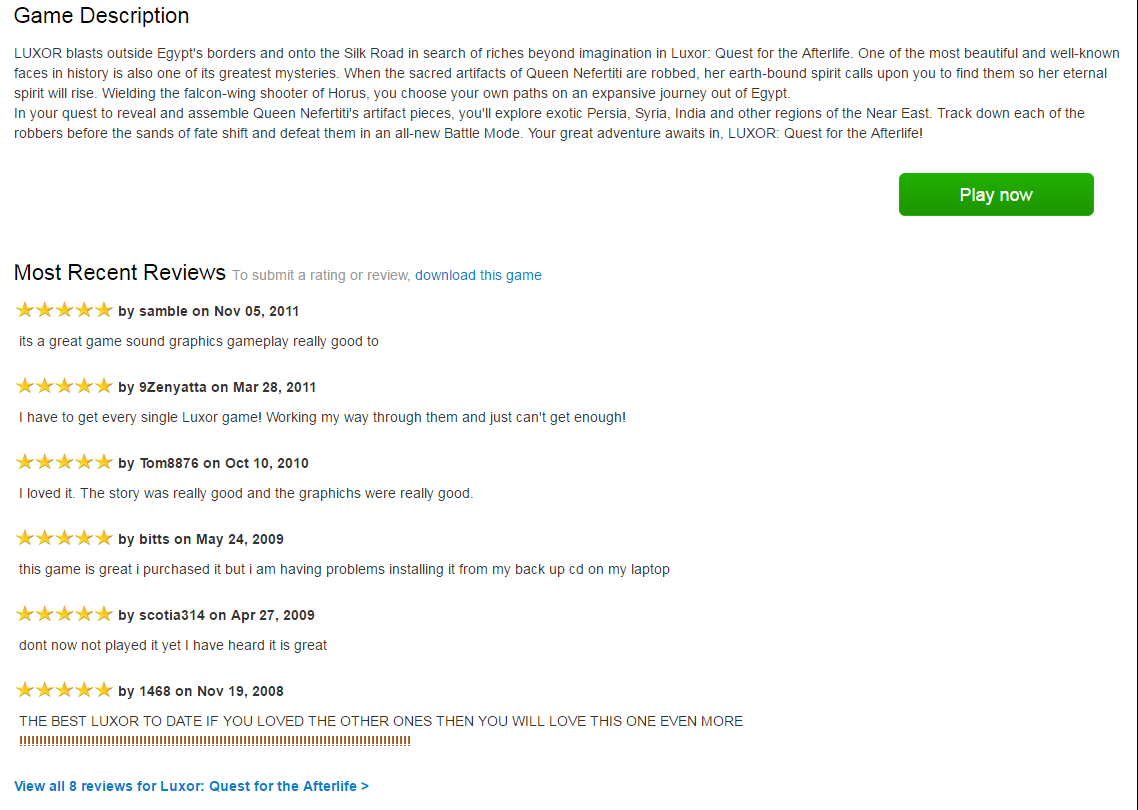 Game Description
LUXOR blasts outside Egypt's borders and onto the Silk Road in search of riches beyond imagination in Luxor: Quest for the Afterlife. One of the most beautiful and well-known
faces in history is also one of its greatest mysteries. When the sacred artifacts of Queen Nefertiti are robbed, her earth-bound spirit calls upon you to find them so her eternal
spirit will rise. Wielding the falcon-wing shooter of Horus, you choose your own paths on an expansive journey out of Egypt.
In your quest to reveal and assemble Queen Nefertiti's artifact pieces, you'll explore exotic Persia, Syria, India and other regions of the Near East. Track down each of the
robbers before the sands of fate shift and defeat them in an all-new Battle Mode. Your great adventure awaits in, LUXOR: Quest for the Afterlife!
Play now
Most Recent Reviews To submit a rating or review, download this game
by samble on Nov 05, 2011
its a great game sound graphics gameplay really good to
by 9Zenyatta on Mar 28, 2011
I have to get every single Luxor game! Working my way through them and just can't get enough!
by Tom8876 on Oct 10, 2010
I loved it. The story was really good and the graphichs were really good.
by bitts on May 24, 2009
this game is great i purchased it but i am having problems installing it from my back up cd on my laptop
by scotia314 on Apr 27, 2009
dont now not played it yet I have heard it is great
by 1468 on Nov 19, 2008
THE BEST LUXOR TO DATE IF YOU LOVED THE OTHER ONES THEN YOU WILL LOVE THIS ONE EVEN MORE
!!!!!!!!!!!!!!!!!!!!!!!!!!!!!!!!!!!!!!!!!!!!!!!!!!!!!!!!!!!!!!!!!!!!!!!!!!!!!!!!!!!!!!!!!!!!!!!!!!
View all 8 reviews for Luxor: Quest for the Afterlife >